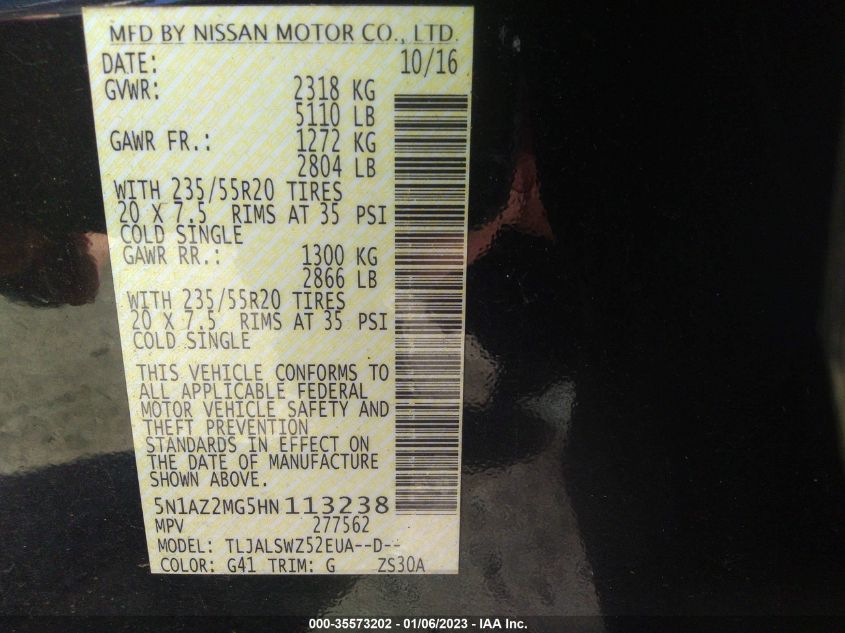 MFD BY NISSAN MOTOR CO., LTD.
DATE: 10/16
GVWR: 2318 KG
5110 LB
GAWR FR.: 1272 KG
2804 LB
WITH 235/55R20 TIRES
20 X 7.5 RIMS AT 35 PSI
COLD SINGLE
GAWR RR.: 1300 KG
2866 LB
WITH 235/55R20 TIRES
20 X 7.5 RIMS AT 35 PSI
COLD SINGLE
THIS VEHICLE CONFORMS TO
ALL APPLICABLE FEDERAL
MOTOR VEHICLE SAFETY AND
THEFT PREVENTION
STANDARDS IN EFFECT ON
THE DATE OF MANUFACTURE
SHOWN ABOVE.
5N1AZ2MG5HN113238
MPV 277562
MODEL: TLJALSWZ52EUA--D--
COLOR: G41 TRIM: G ZS30A
000-35573202 - 01/06/2023 - IAA Inc.